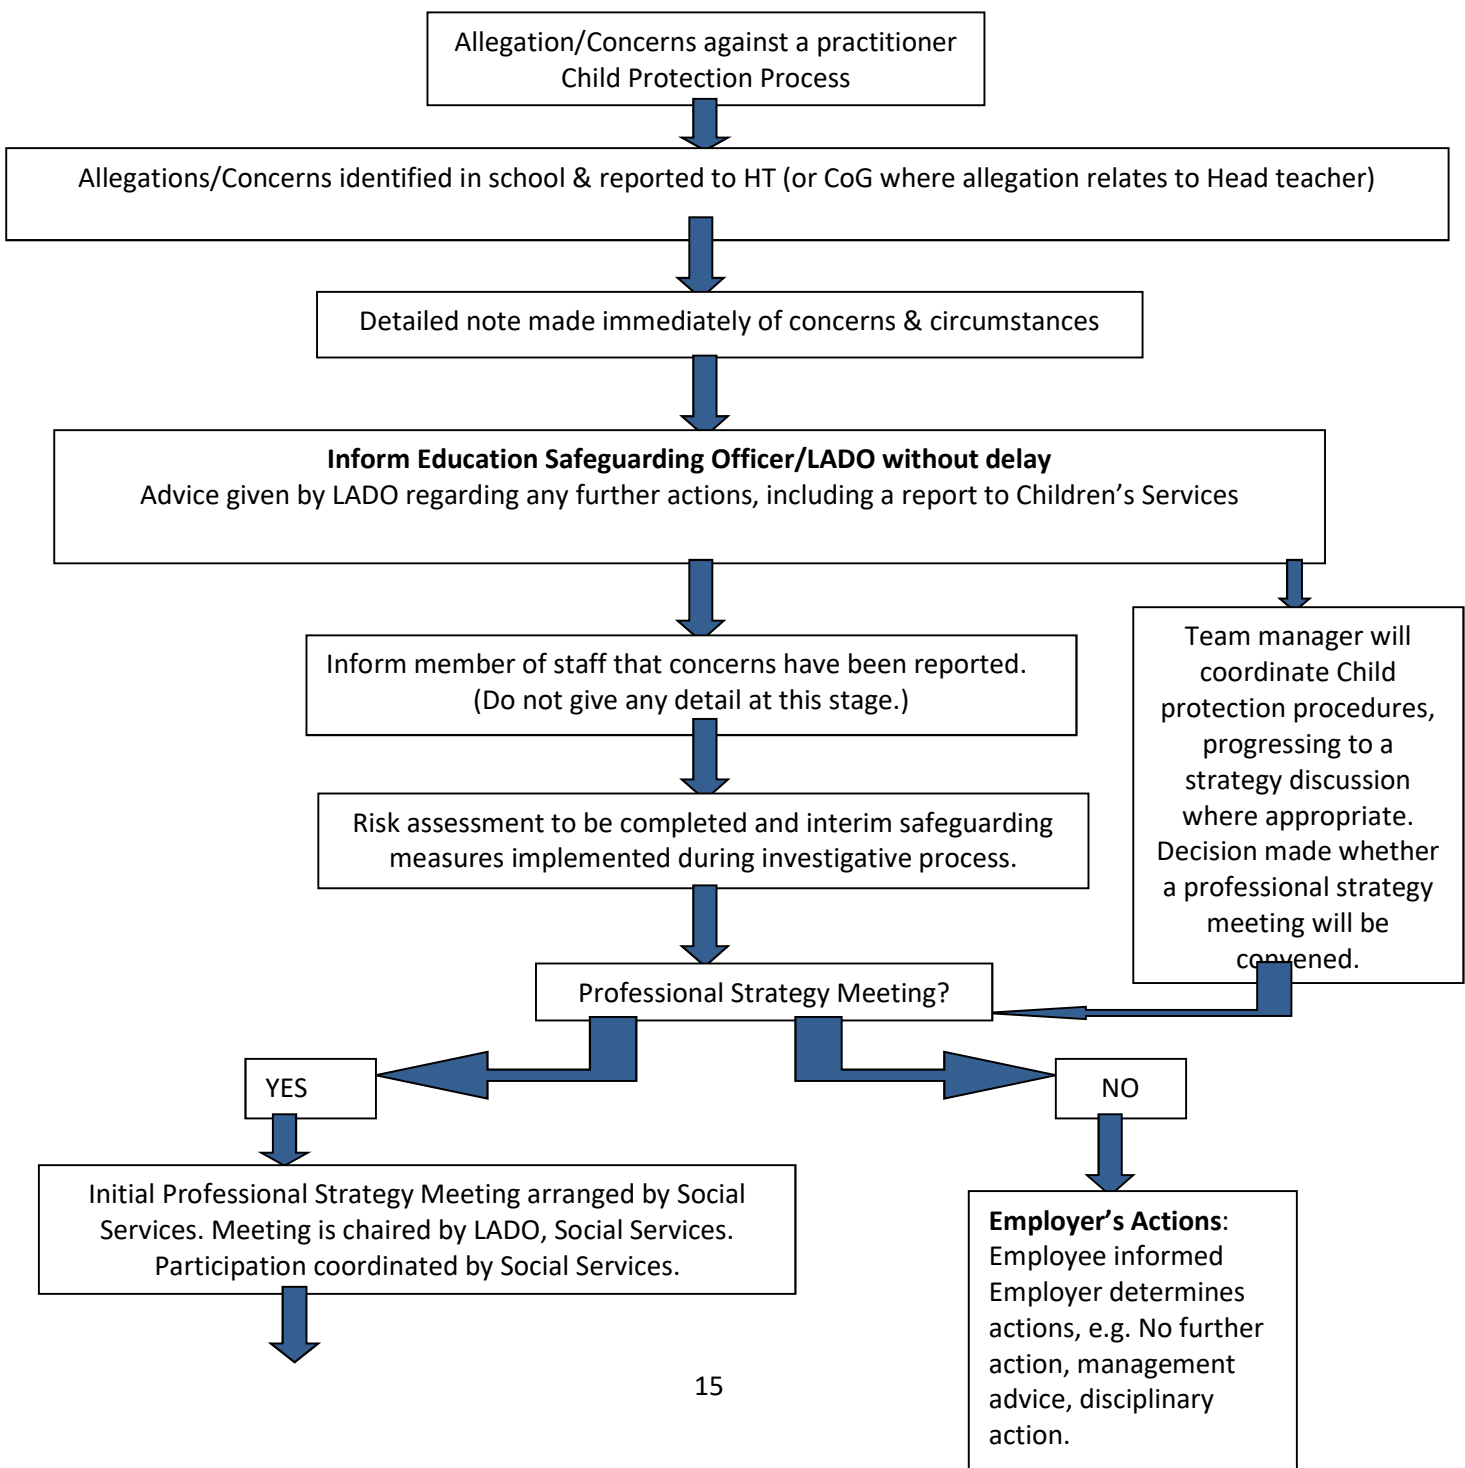 Allegation/Concerns against a practitioner
Child Protection Process
Allegations/Concerns identified in school & reported to HT (or CoG where allegation relates to Head teacher)
Detailed note made immediately of concerns & circumstances
Inform Education Safeguarding Officer/LADO without delay
Advice given by LADO regarding any further actions, including a report to Children’s Services
Inform member of staff that concerns have been reported.
(Do not give any detail at this stage.)
Team manager will
coordinate Child
protection procedures,
progressing to a
strategy discussion
where appropriate.
Decision made whether
a professional strategy
meeting will be
convened.
Risk assessment to be completed and interim safeguarding
measures implemented during investigative process.
Professional Strategy Meeting?
YES
NO
Initial Professional Strategy Meeting arranged by Social
Services. Meeting is chaired by LADO, Social Services.
Participation coordinated by Social Services.
Employer’s Actions:
Employee informed
Employer determines
actions, e.g. No further
action, management
advice, disciplinary
action.
15